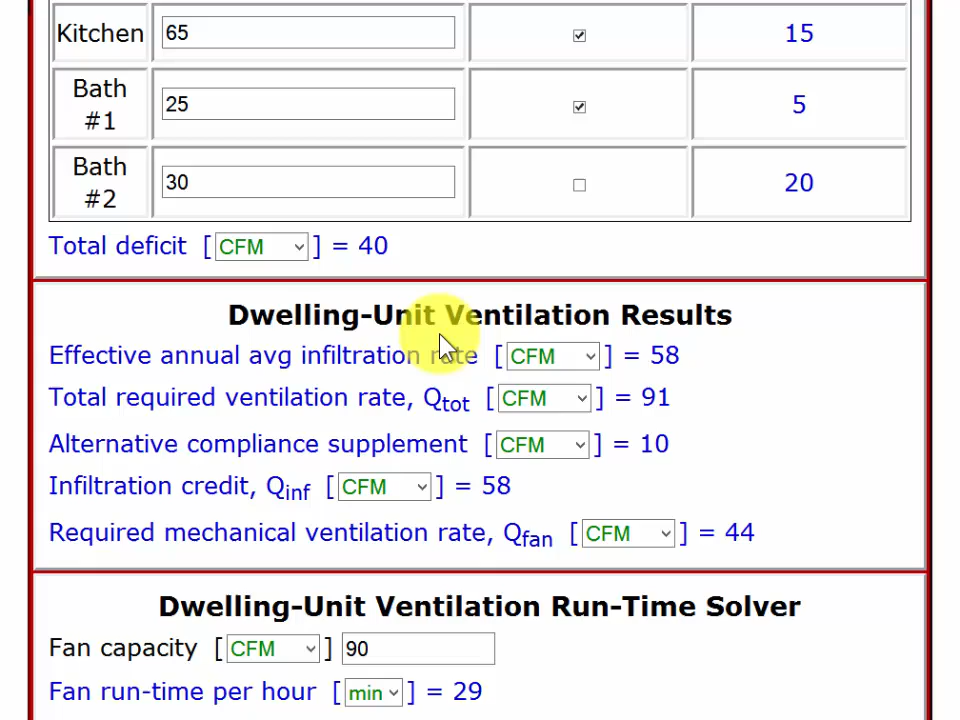 Kitchen 65 15
Bath #1 25 5
Bath #2 30 20
Total deficit [CFM] = 40
Dwelling-Unit Ventilation Results
Effective annual avg infiltration rate [CFM] = 58
Total required ventilation rate, Qtot [CFM] = 91
Alternative compliance supplement [CFM] = 10
Infiltration credit, Qinf [CFM] = 58
Required mechanical ventilation rate, Qfan [CFM] = 44
Dwelling-Unit Ventilation Run-Time Solver
Fan capacity [CFM] 90
Fan run-time per hour [min] = 29